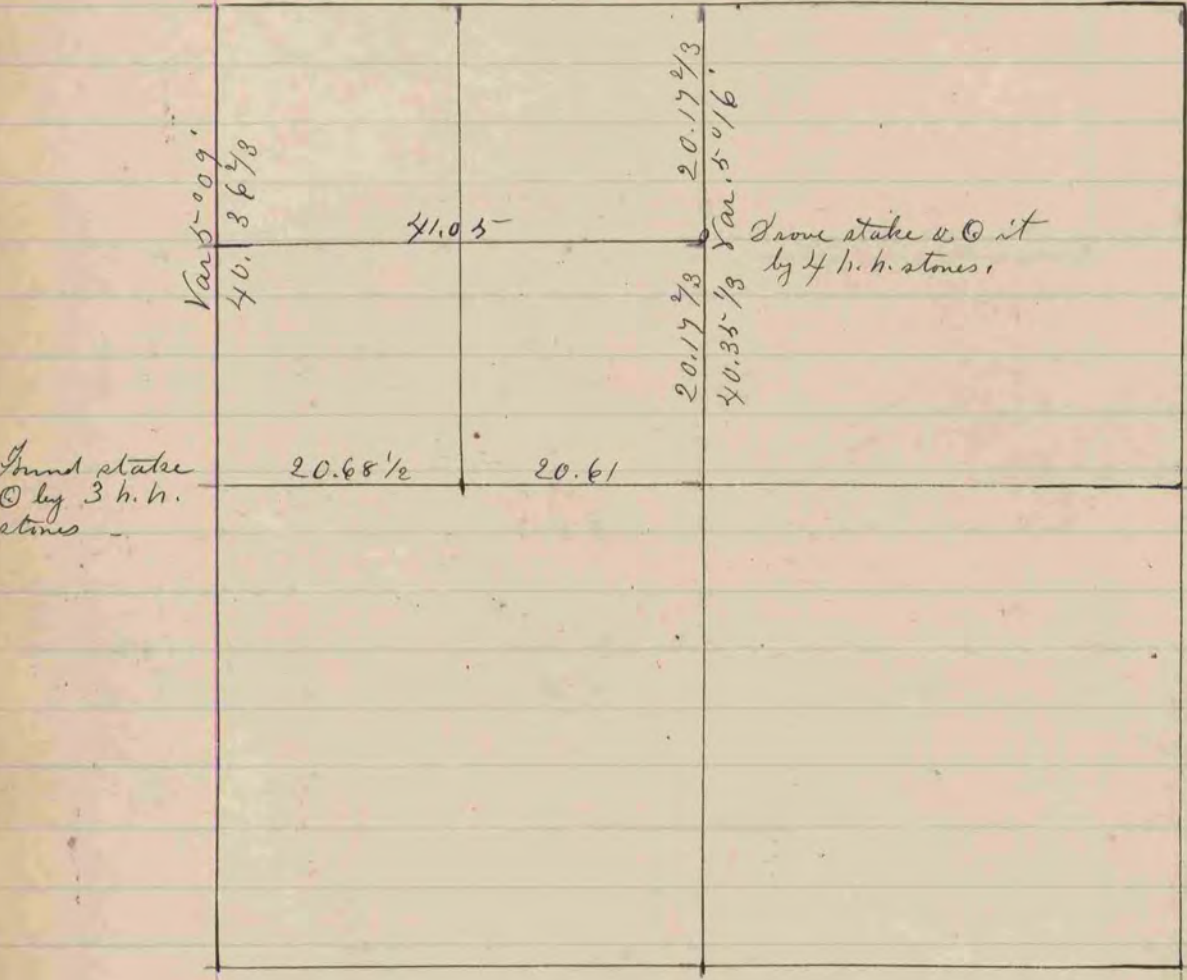 Var 5°09'
40.36 2/3
41.05
20.17 2/3
Var. 5°16'
20.17 2/3
40.35 1/3
Drove stake & ⊙ it
by 4 h.h. stones.
Found stake
⊙ by 3 h.h.
stones –
20.68 1/2
20.61